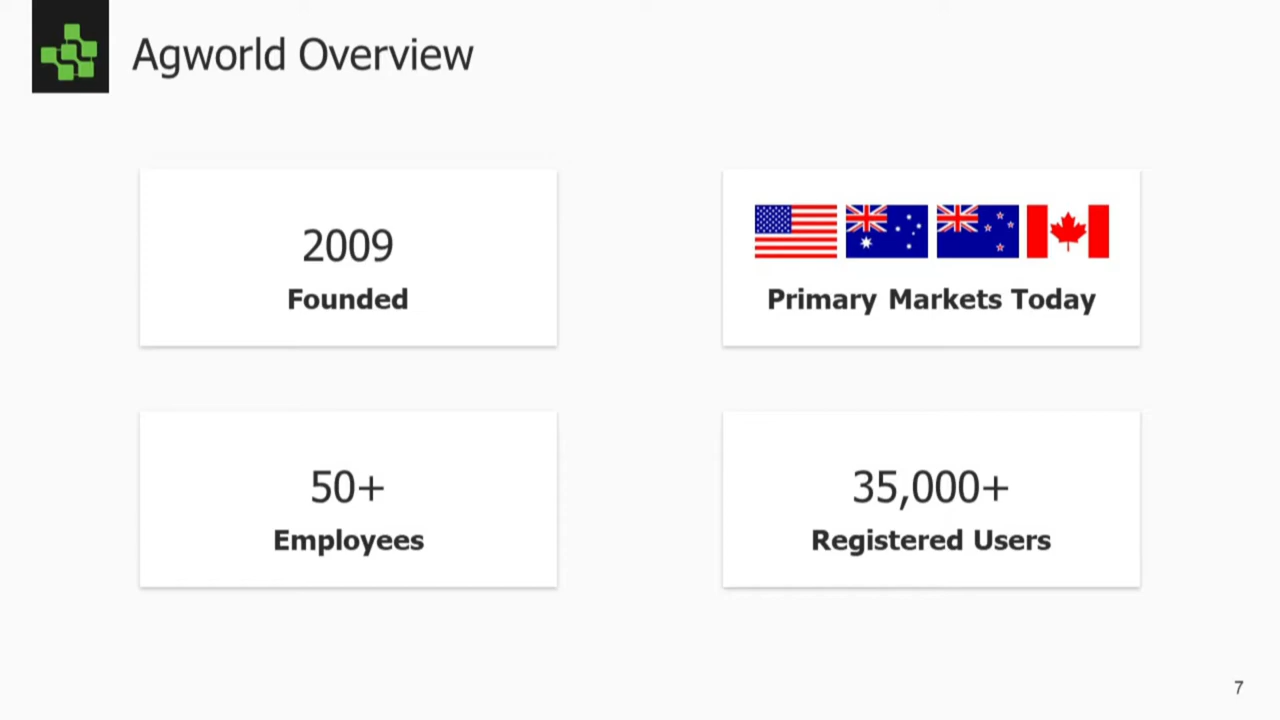 Agworld Overview
2009
Founded
Primary Markets Today
50+
Employees
35,000+
Registered Users
7